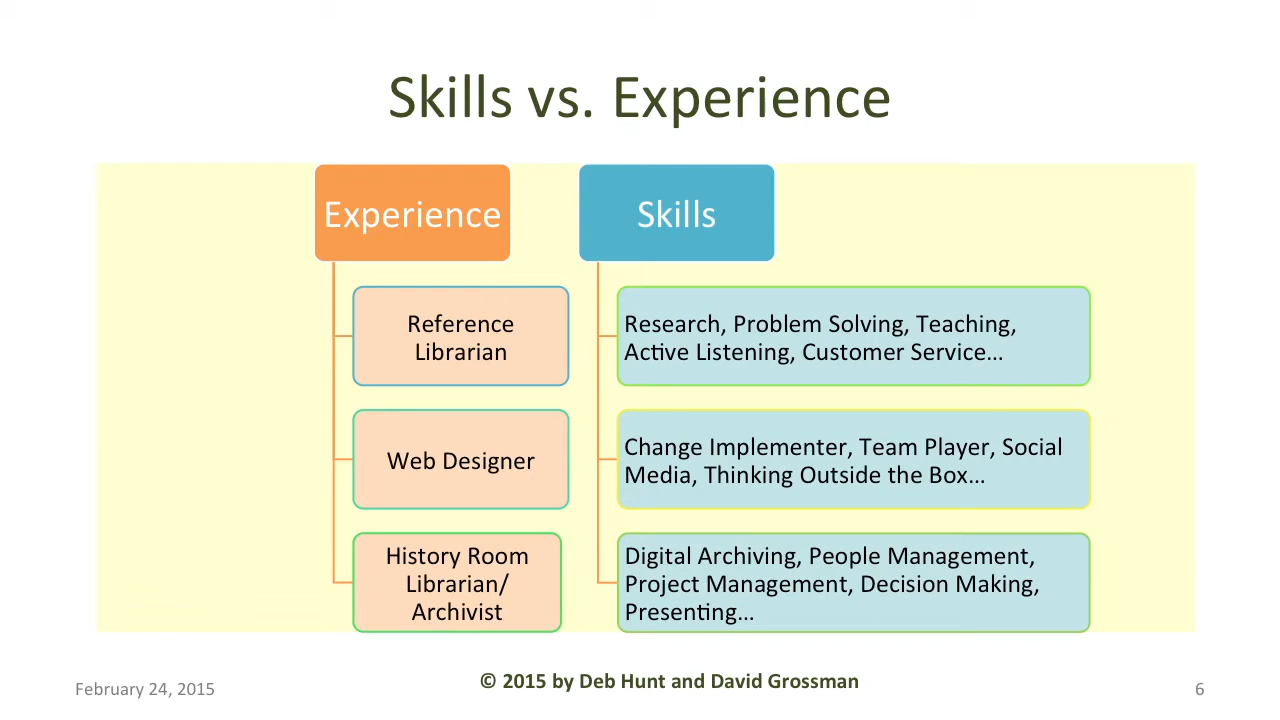 Skills vs. Experience
Experience
Skills
Reference
Librarian
Research, Problem Solving, Teaching,
Active Listening, Customer Service…
Web Designer
Change Implementer, Team Player, Social
Media, Thinking Outside the Box…
History Room
Librarian/
Archivist
Digital Archiving, People Management,
Project Management, Decision Making,
Presenting…
February 24, 2015
© 2015 by Deb Hunt and David Grossman
6